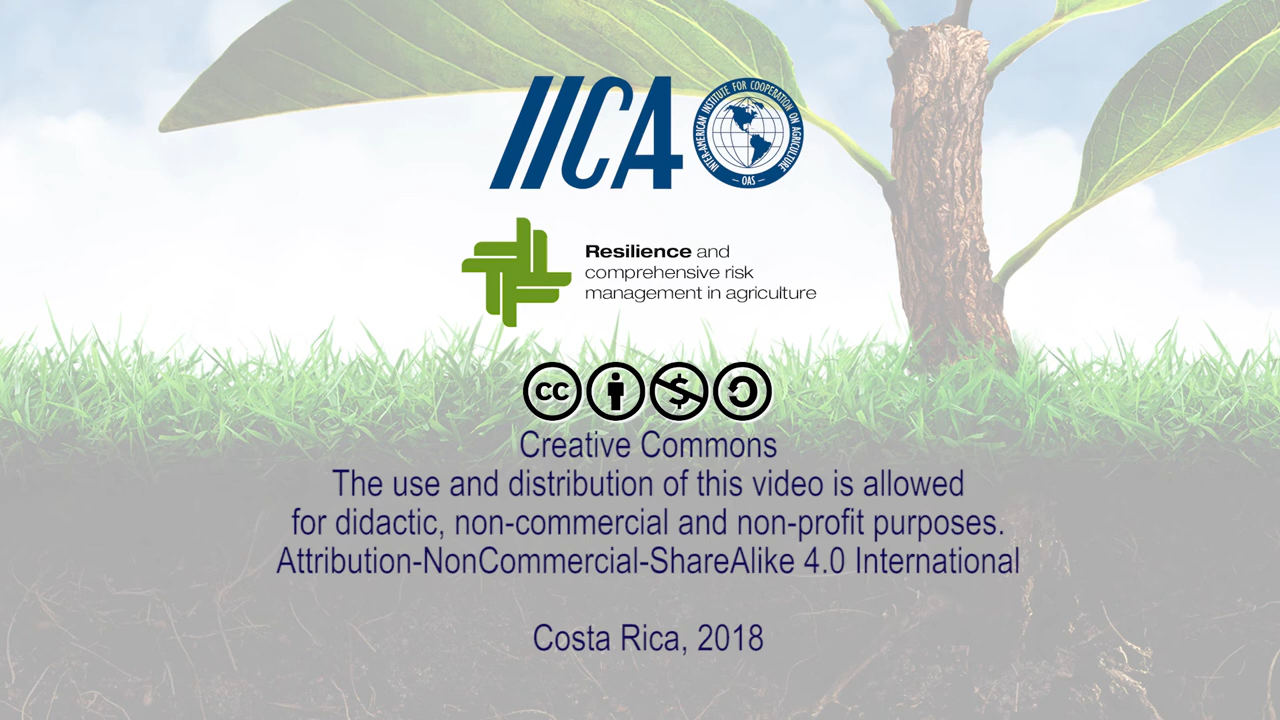 IICA
INTER-AMERICAN INSTITUTE FOR COOPERATION ON AGRICULTURE
— OAS —
Resilience and
comprehensive risk
management in agriculture
cc
$
Creative Commons
The use and distribution of this video is allowed
for didactic, non-commercial and non-profit purposes.
Attribution-NonCommercial-ShareAlike 4.0 International
Costa Rica, 2018